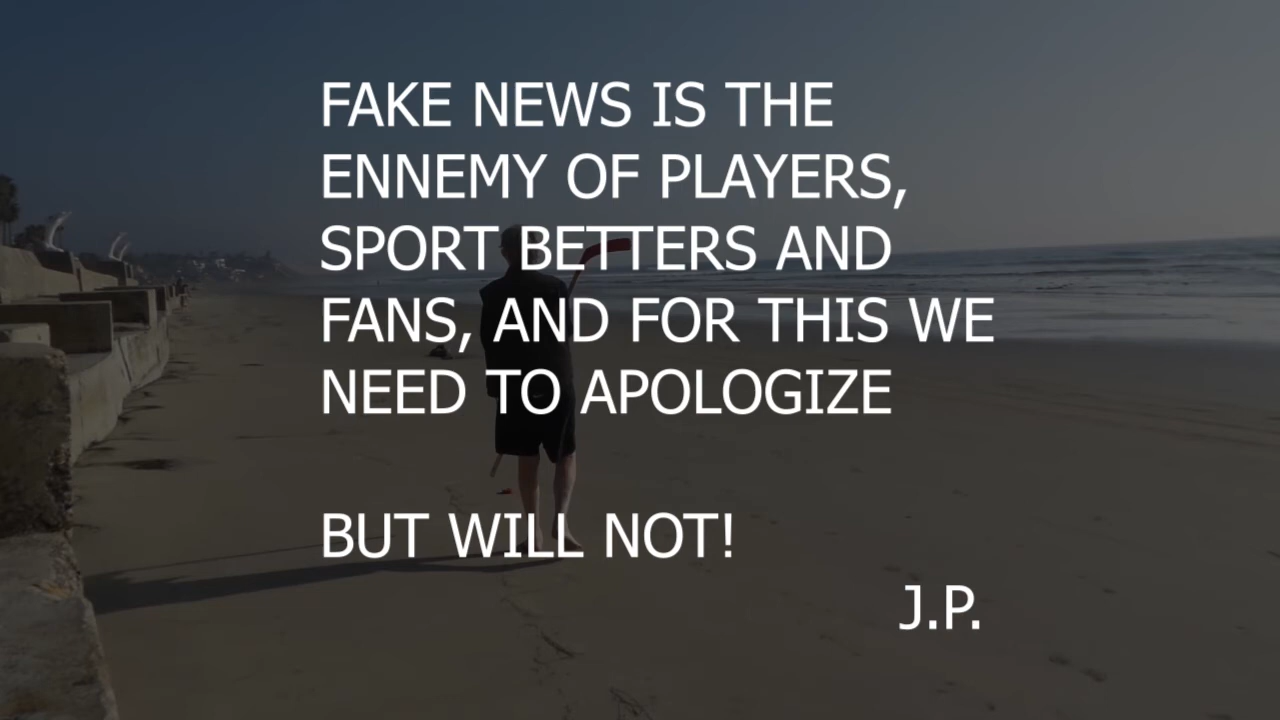 FAKE NEWS IS THE
ENNEMY OF PLAYERS,
SPORT BETTERS AND
FANS, AND FOR THIS WE
NEED TO APOLOGIZE
BUT WILL NOT!
J.P.